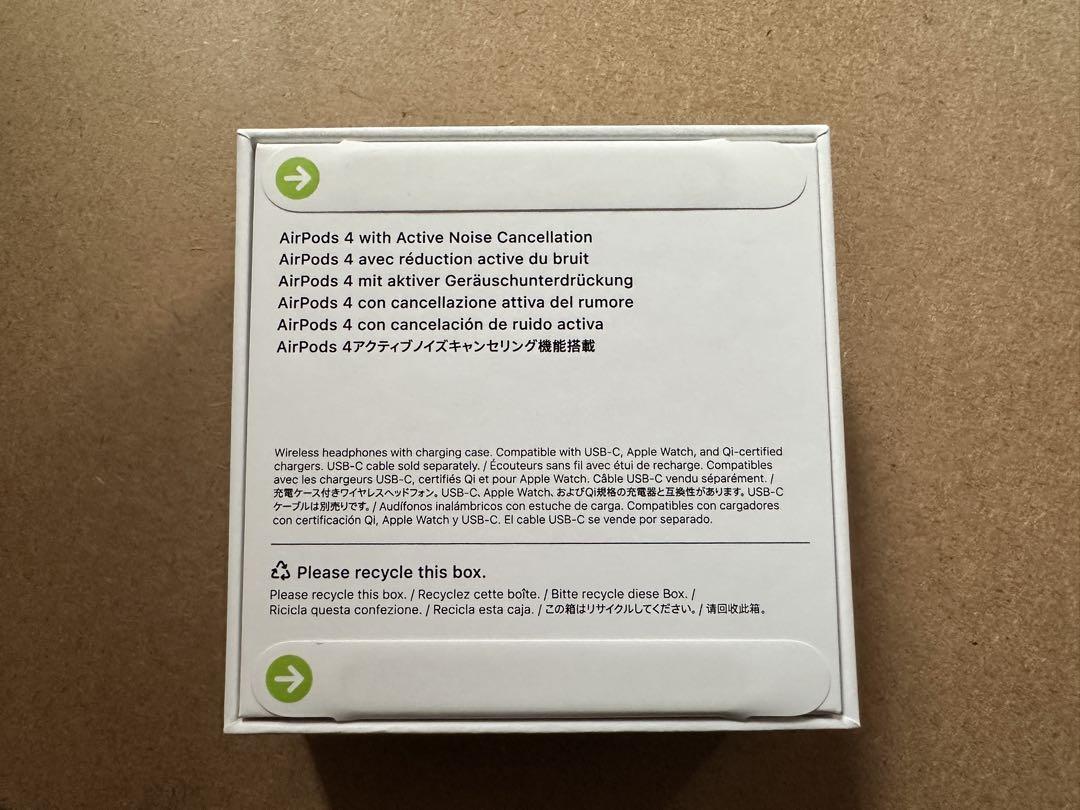 AirPods 4 with Active Noise Cancellation
AirPods 4 avec réduction active du bruit
AirPods 4 mit aktiver Geräuschunterdrückung
AirPods 4 con cancellazione attiva del rumore
AirPods 4 con cancelación de ruido activa
AirPods 4アクティブノイズキャンセリング機能搭載
Wireless headphones with charging case. Compatible with USB-C, Apple Watch, and Qi-certified
chargers. USB-C cable sold separately. / Écouteurs sans fil avec étui de recharge. Compatibles
avec les chargeurs USB-C, certifiés Qi et pour Apple Watch. Câble USB-C vendu séparément. /
充電ケース付きワイヤレスヘッドフォン。USB-C、Apple Watch、およびQi規格の充電器と互換性があります。USB-C
ケーブルは別売りです。/ Audífonos inalámbricos con estuche de carga. Compatibles con cargadores
con certificación Qi, Apple Watch y USB-C. El cable USB-C se vende por separado.
Please recycle this box.
Please recycle this box. / Recyclez cette boîte. / Bitte recycle diese Box. /
Ricicla questa confezione. / Recicla esta caja. / この箱はリサイクルしてください。/ 请回收此箱。